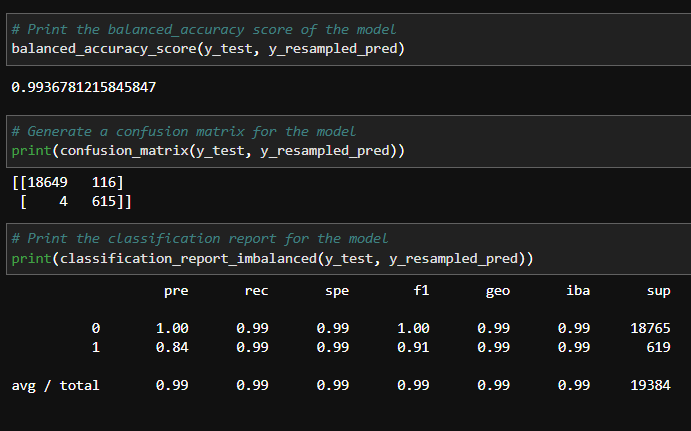 # Print the balanced_accuracy score of the model
balanced_accuracy_score(y_test, y_resampled_pred)
0.9936781215845847
# Generate a confusion matrix for the model
print(confusion_matrix(y_test, y_resampled_pred))
[[18649   116]
 [    4   615]]
# Print the classification report for the model
print(classification_report_imbalanced(y_test, y_resampled_pred))
pre rec spe f1 geo iba sup
0 1.00 0.99 0.99 1.00 0.99 0.99 18765
1 0.84 0.99 0.99 0.91 0.99 0.99 619
avg / total 0.99 0.99 0.99 0.99 0.99 0.99 19384